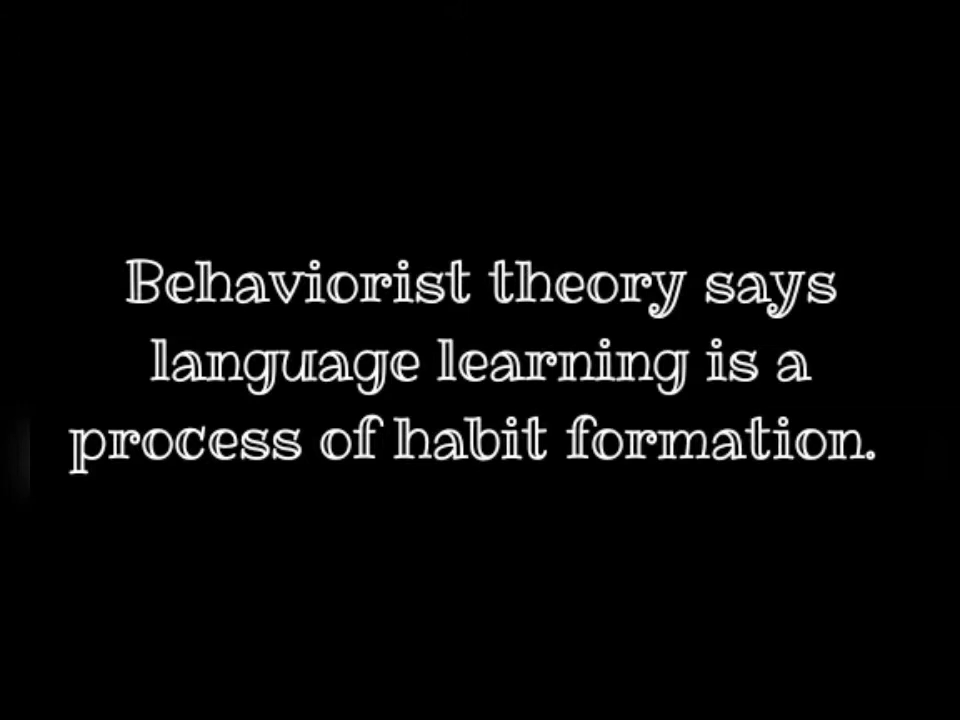 Behaviorist theory says
language learning is a
process of habit formation.